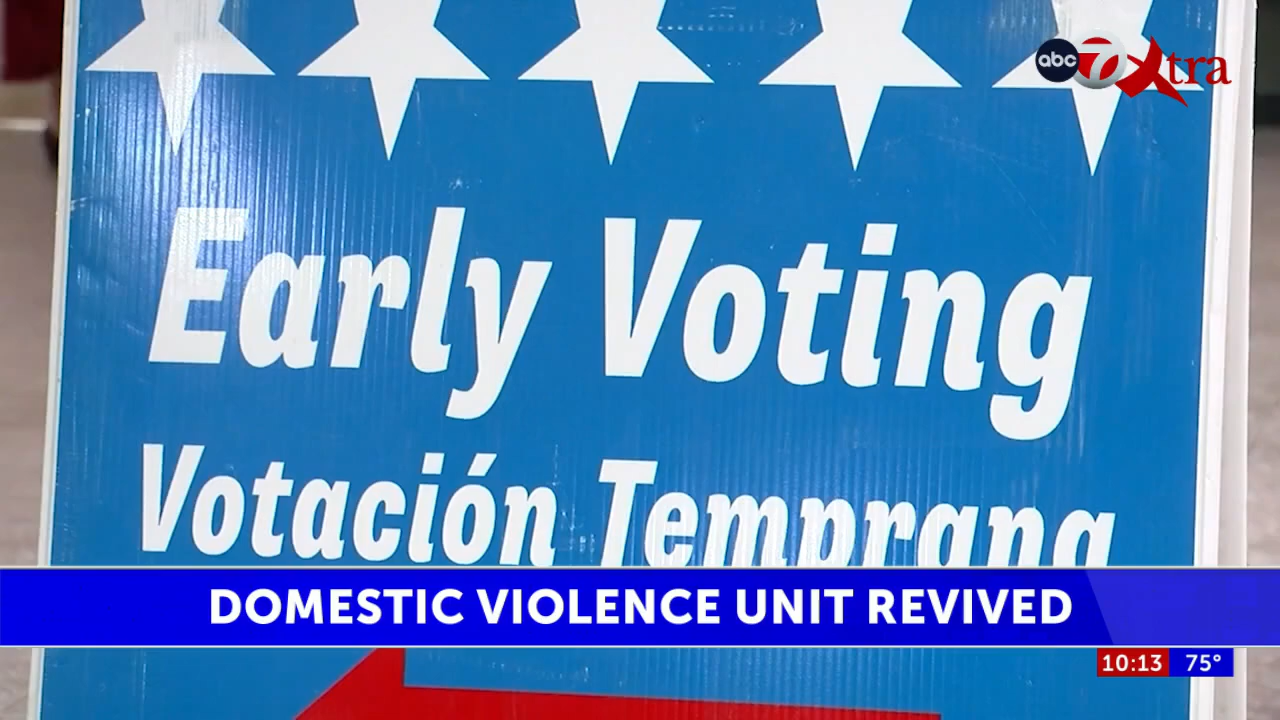 abc 7 Xtra
Early Voting
Votación Temprana
DOMESTIC VIOLENCE UNIT REVIVED
10:13 75°